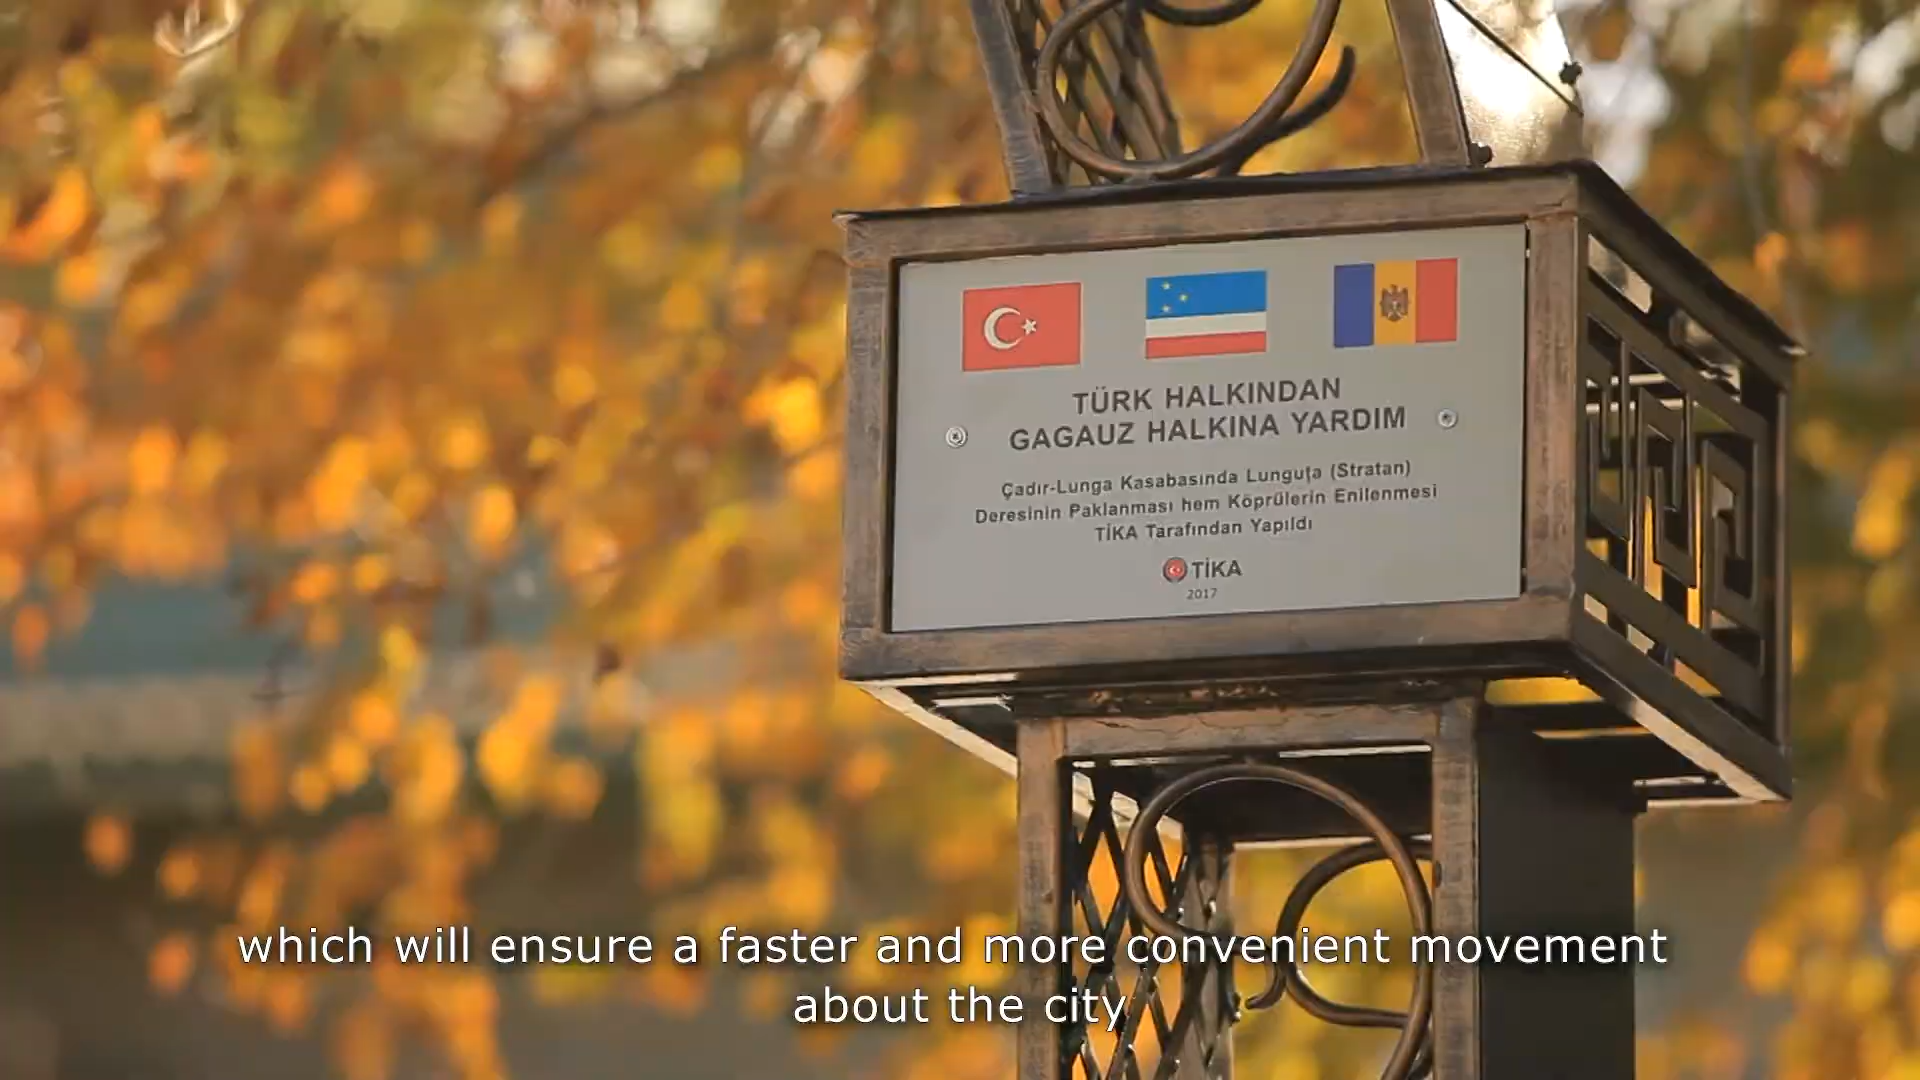 TÜRK HALKINDAN
GAGAUZ HALKINA YARDIM
Çadır-Lunga Kasabasında Lunguța (Stratan)
Deresinin Paklanması hem Köprülerin Enilenmesi
TİKA Tarafından Yapıldı
TİKA
2017
which will ensure a faster and more convenient movement
about the city